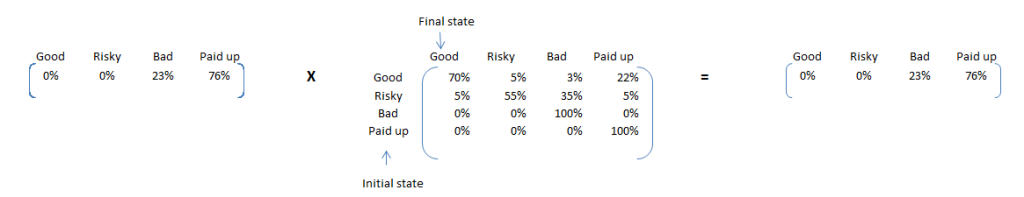 Final state
Good Risky Bad Paid up
0% 0% 23% 76%
X
Good Risky Bad Paid up
Good 70% 5% 3% 22%
Risky 5% 55% 35% 5%
Bad 0% 0% 100% 0%
Paid up 0% 0% 0% 100%
=
Good Risky Bad Paid up
0% 0% 23% 76%
Initial state